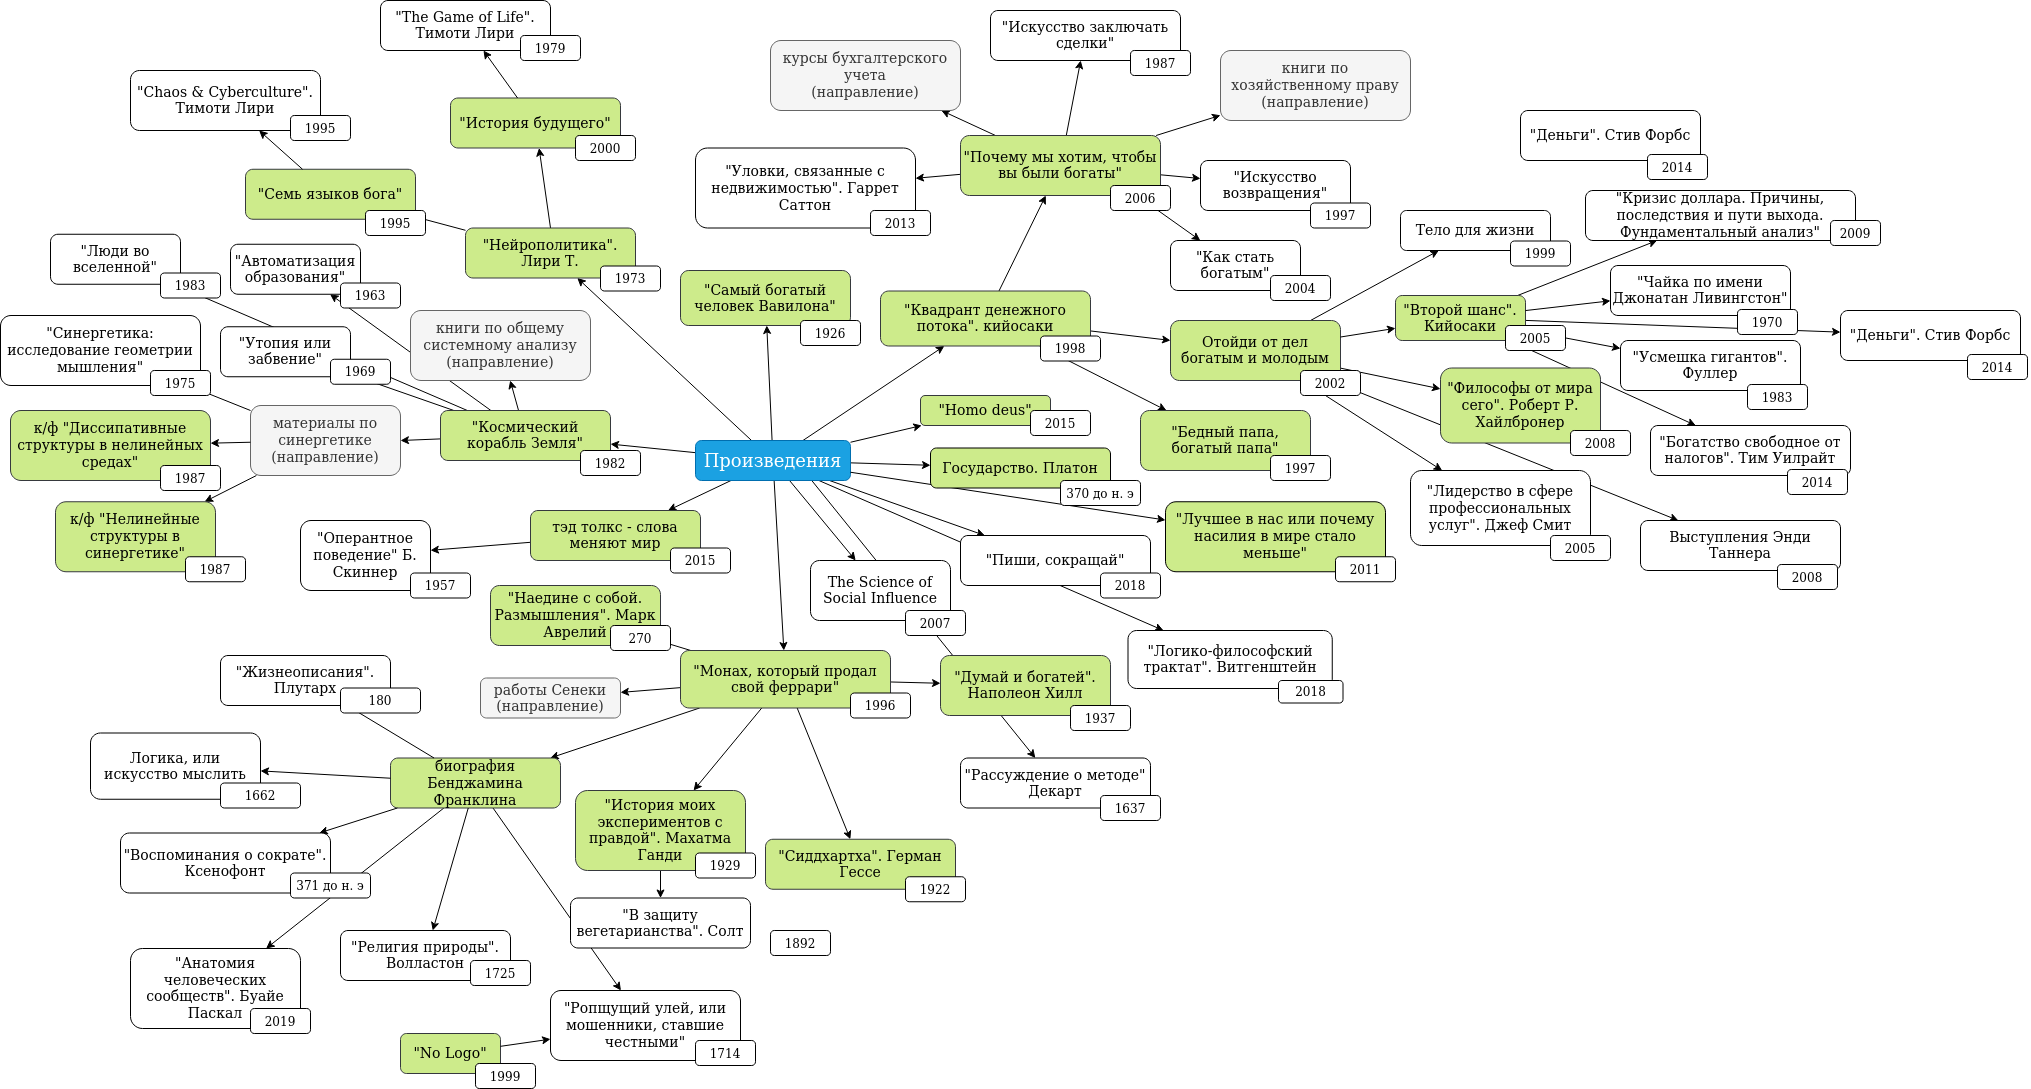 "The Game of Life".
Тимоти Лири
1979
"Искусство заключать
сделки"
1987
курсы бухгалтерского
учета
(направление)
книги по
хозяйственному праву
(направление)
"Chaos & Cyberculture".
Тимоти Лири
1995
"История будущего"
2000
"Деньги". Стив Форбс
2014
"Почему мы хотим, чтобы
вы были богаты"
2006
"Уловки, связанные с
недвижимостью". Гаррет
Саттон
2013
"Искусство
возвращения"
1997
"Семь языков бога"
1995
"Кризис доллара. Причины,
последствия и пути выхода.
Фундаментальный анализ"
2009
Тело для жизни
1999
"Нейрополитика".
Лири Т.
1973
"Люди во
вселенной"
1983
"Автоматизация
образования"
1963
"Как стать
богатым"
2004
"Чайка по имени
Джонатан Ливингстон"
1970
"Самый богатый
человек Вавилона"
1926
"Квадрант денежного
потока". кийосаки
1998
"Второй шанс".
Кийосаки
2005
"Деньги". Стив Форбс
2014
"Синергетика:
исследование геометрии
мышления"
1975
"Утопия или
забвение"
1969
книги по общему
системному анализу
(направление)
Отойди от дел
богатым и молодым
2002
"Усмешка гигантов".
Фуллер
1983
"Философы от мира
сего". Роберт Р.
Хайлбронер
2008
"Homo deus"
2015
"Бедный папа,
богатый папа"
1997
к/ф "Диссипативные
структуры в нелинейных
средах"
1987
материалы по
синергетике
(направление)
"Космический
корабль Земля"
1982
Произведения
Государство. Платон
370 до н. э
"Богатство свободное от
налогов". Тим Уилрайт
2014
"Лидерство в сфере
профессиональных
услуг". Джеф Смит
2005
к/ф "Нелинейные
структуры в
синергетике"
1987
"Оперантное
поведение" Б.
Скиннер
1957
тэд толкс - слова
меняют мир
2015
"Лучшее в нас или почему
насилия в мире стало
меньше"
2011
Выступления Энди
Таннера
2008
"Пиши, сокращай"
2018
The Science of
Social Influence
2007
"Наедине с собой.
Размышления". Марк
Аврелий
270
"Логико-философский
трактат". Витгенштейн
2018
"Жизнеописания".
Плутарх
180
работы Сенеки
(направление)
"Монах, который продал
свой феррари"
1996
"Думай и богатей".
Наполеон Хилл
1937
Логика, или
искусство мыслить
1662
биография
Бенджамина
Франклина
"Рассуждение о методе"
Декарт
1637
"История моих
экспериментов с
правдой". Махатма
Ганди
1929
"Сиддхартха". Герман
Гессе
1922
"Воспоминания о сократе".
Ксенофонт
371 до н. э
"В защиту
вегетарианства". Солт
1892
"Религия природы".
Волластон
1725
"Анатомия
человеческих
сообществ". Буайе
Паскал
2019
"Ропщущий улей, или
мошенники, ставшие
честными"
1714
"No Logo"
1999